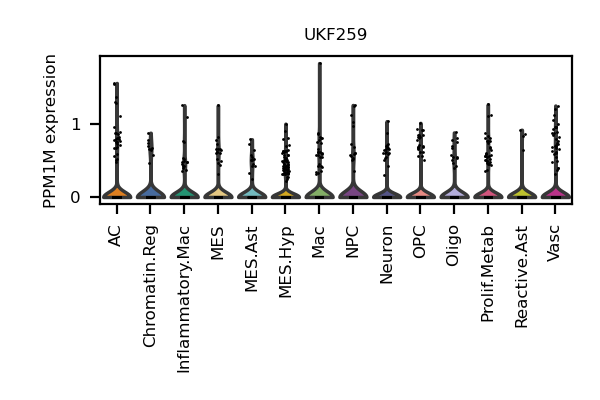 UKF259
PPM1M expression
1
0
AC
Chromatin.Reg
Inflammatory.Mac
MES
MES.Ast
MES.Hyp
Mac
NPC
Neuron
OPC
Oligo
Prolif.Metab
Reactive.Ast
Vasc